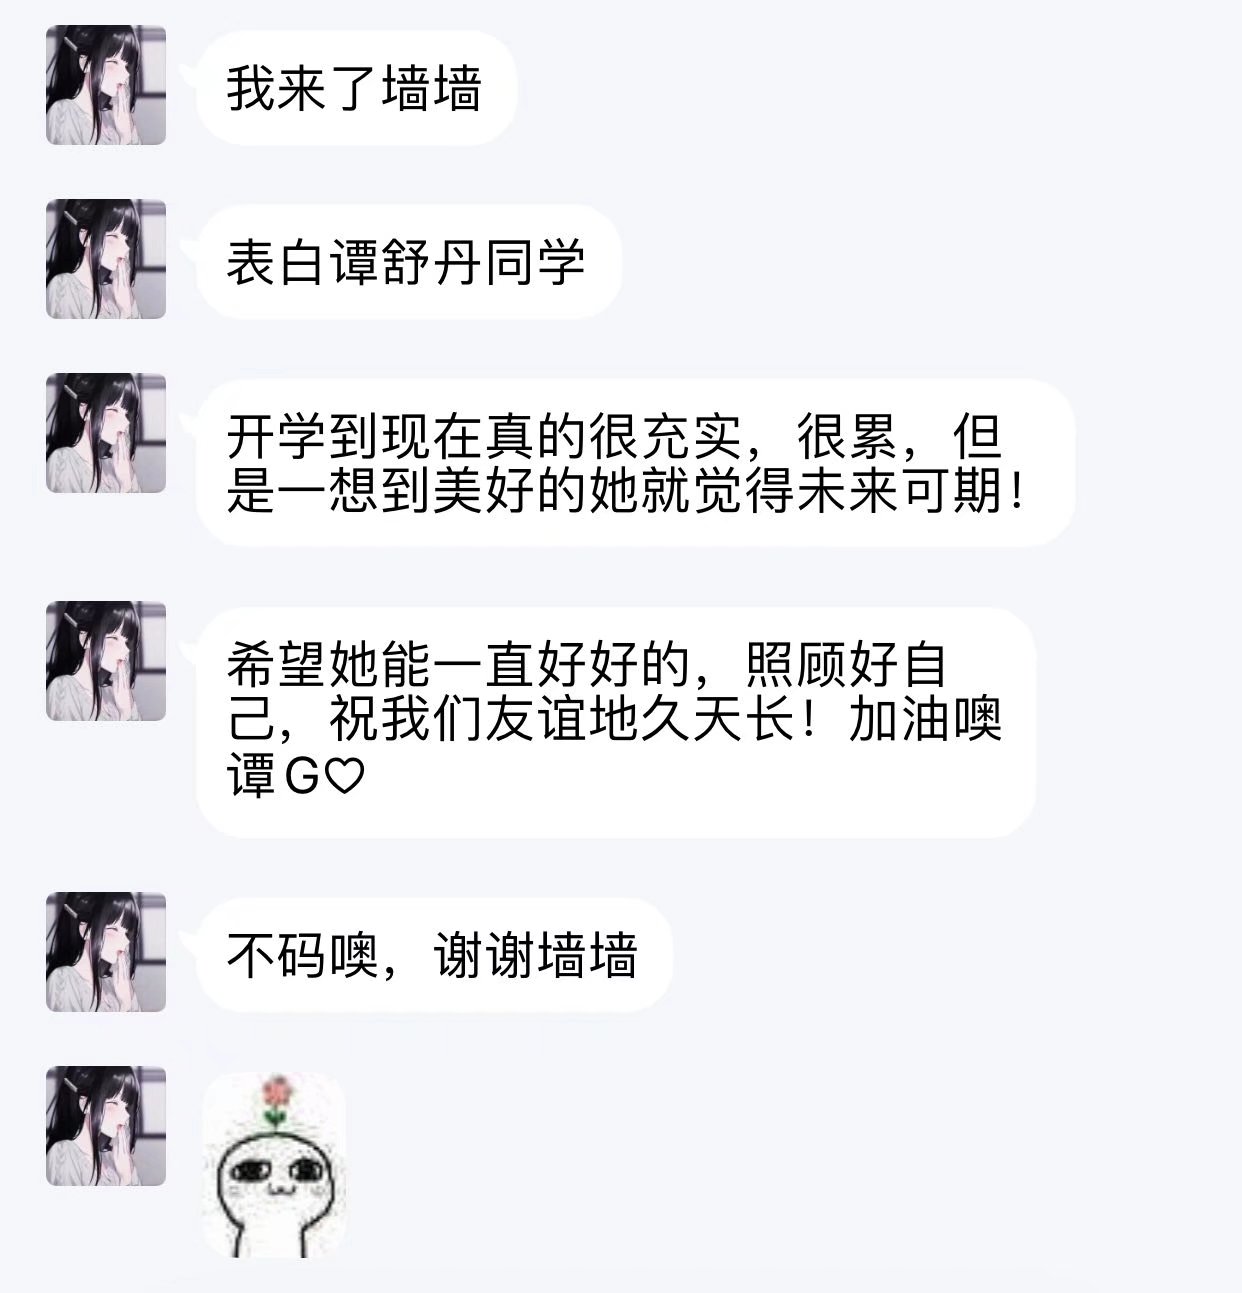 我来了墙墙
表白谭舒丹同学
开学到现在真的很充实，很累，但
是一想到美好的她就觉得未来可期！
希望她能一直好好的，照顾好自
己，祝我们友谊地久天长！加油噢
谭G♡
不码噢，谢谢墙墙